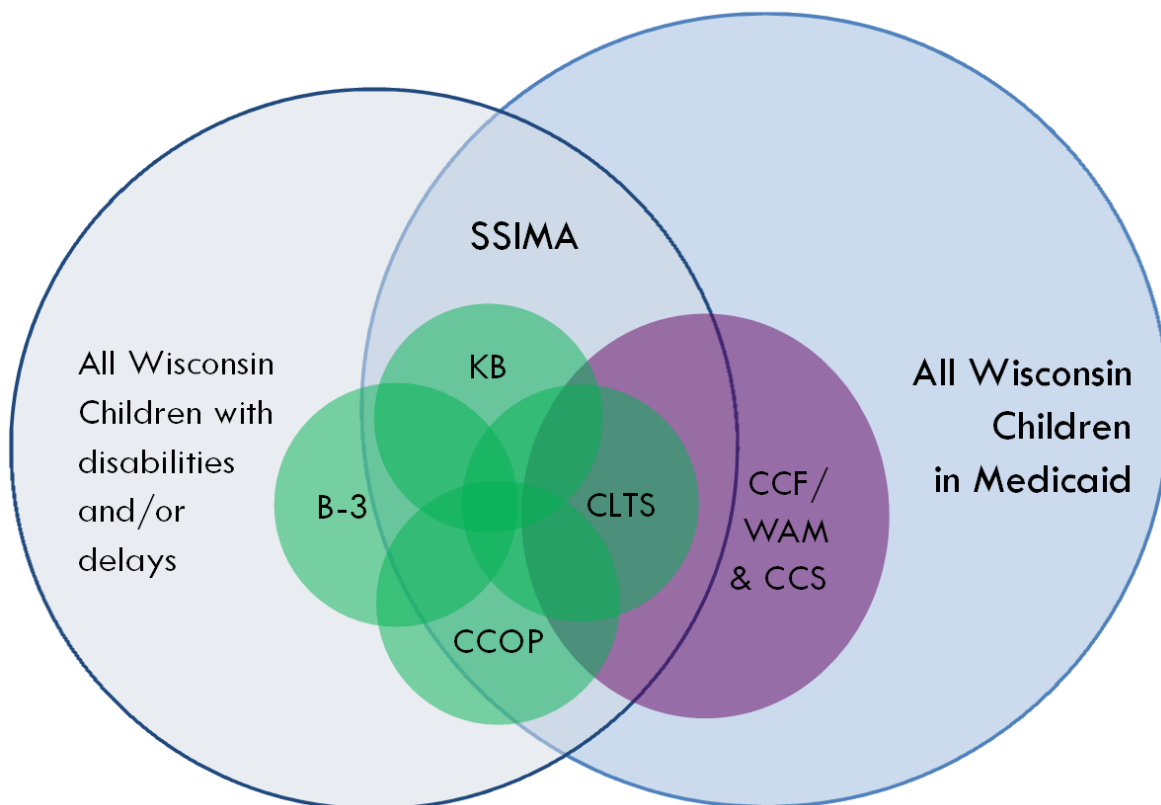 SSIMA
KB
All Wisconsin
Children with
disabilities
and/or
delays
B-3
CLTS
CCOP
CCF/
WAM
& CCS
All Wisconsin
Children
in Medicaid